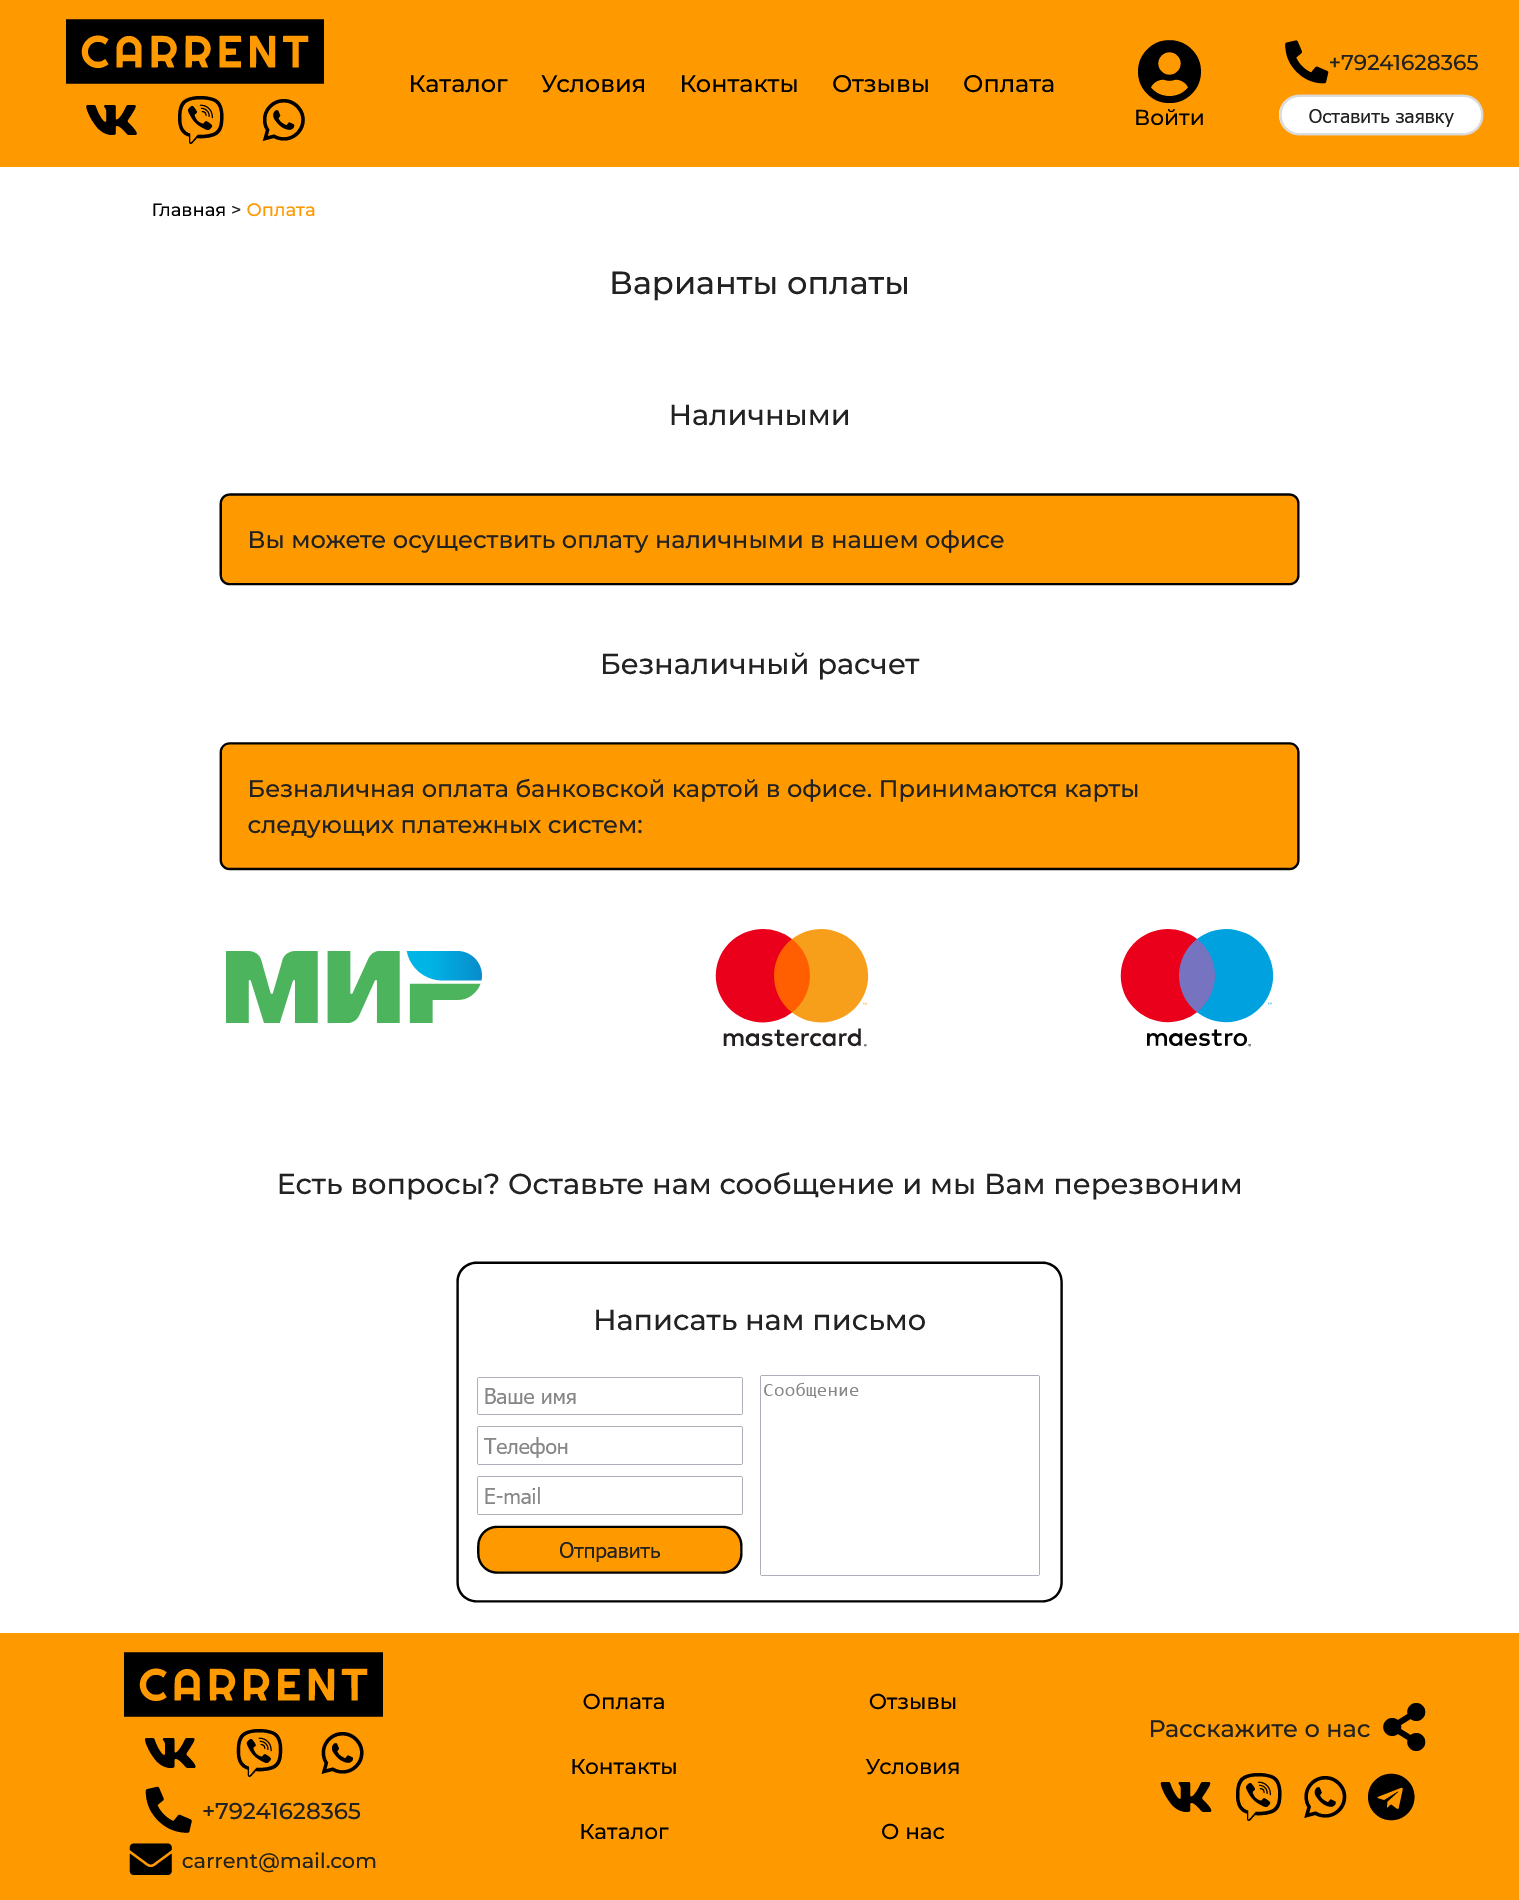 CARRENT
Каталог Условия Контакты Отзывы Оплата
Войти
+79241628365
Оставить заявку
Главная > Оплата
Варианты оплаты
Наличными
Вы можете осуществить оплату наличными в нашем офисе
Безналичный расчет
Безналичная оплата банковской картой в офисе. Принимаются карты
следующих платежных систем:
МИР
mastercard.
maestro.
Есть вопросы? Оставьте нам сообщение и мы Вам перезвоним
Написать нам письмо
Ваше имя
Телефон
E-mail
Отправить
Сообщение
CARRENT
+79241628365
carrent@mail.com
Оплата
Контакты
Каталог
Отзывы
Условия
О нас
Расскажите о нас